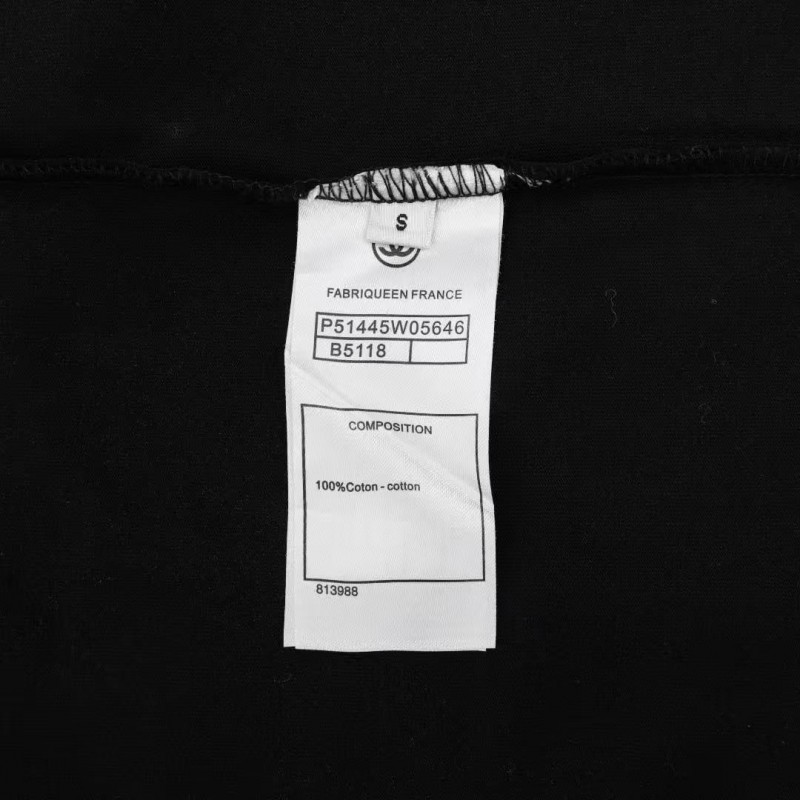 S
FABRIQUEEN FRANCE
P51445W05646
B5118
COMPOSITION
100%Coton - cotton
813988